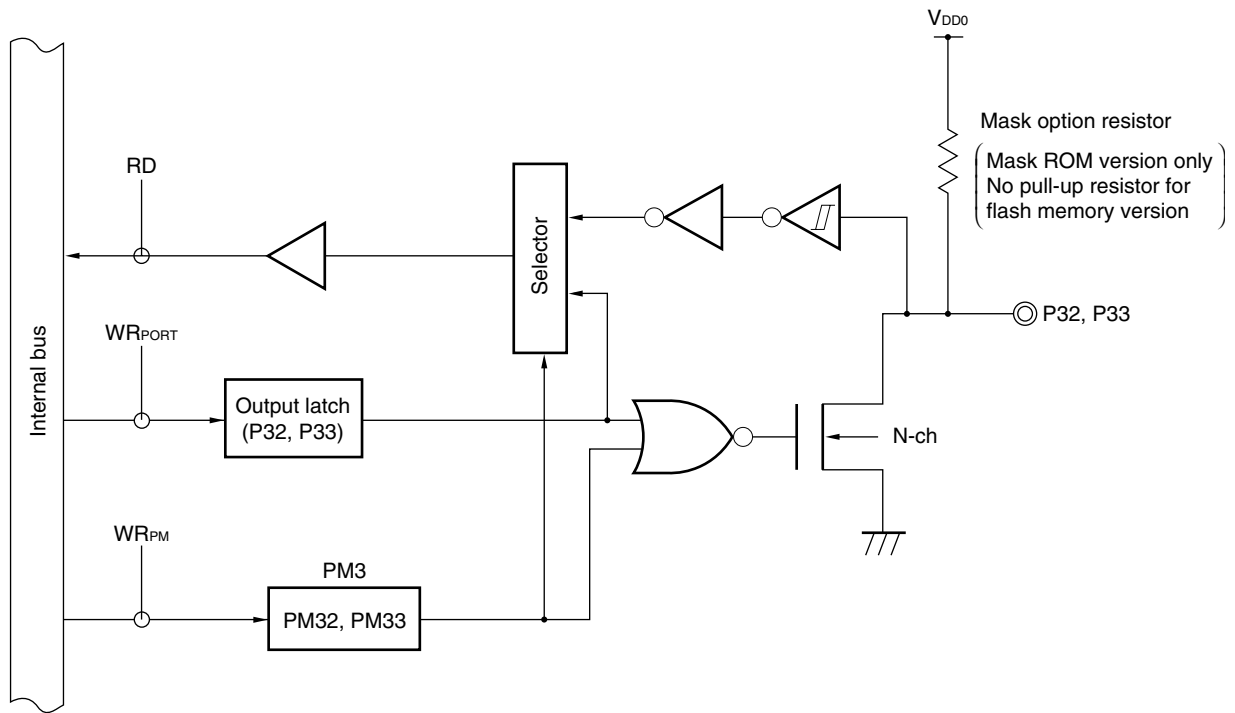 VDD0
Mask option resistor
Mask ROM version only
No pull-up resistor for
flash memory version
RD
Selector
P32, P33
Internal bus
WRPORT
Output latch
(P32, P33)
N-ch
WRPM
PM3
PM32, PM33